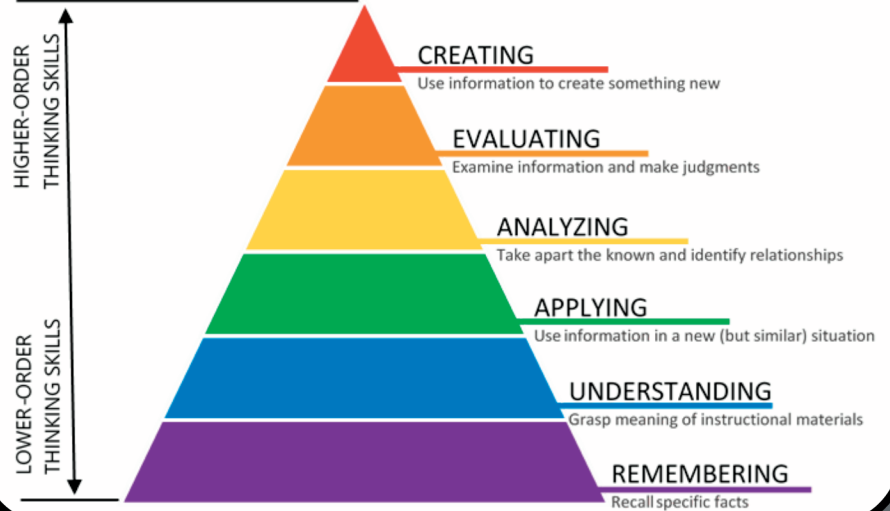 HIGHER-ORDER
THINKING SKILLS
CREATING
Use information to create something new
EVALUATING
Examine information and make judgments
ANALYZING
Take apart the known and identify relationships
APPLYING
Use information in a new (but similar) situation
LOWER-ORDER
THINKING SKILLS
UNDERSTANDING
Grasp meaning of instructional materials
REMEMBERING
Recall specific facts